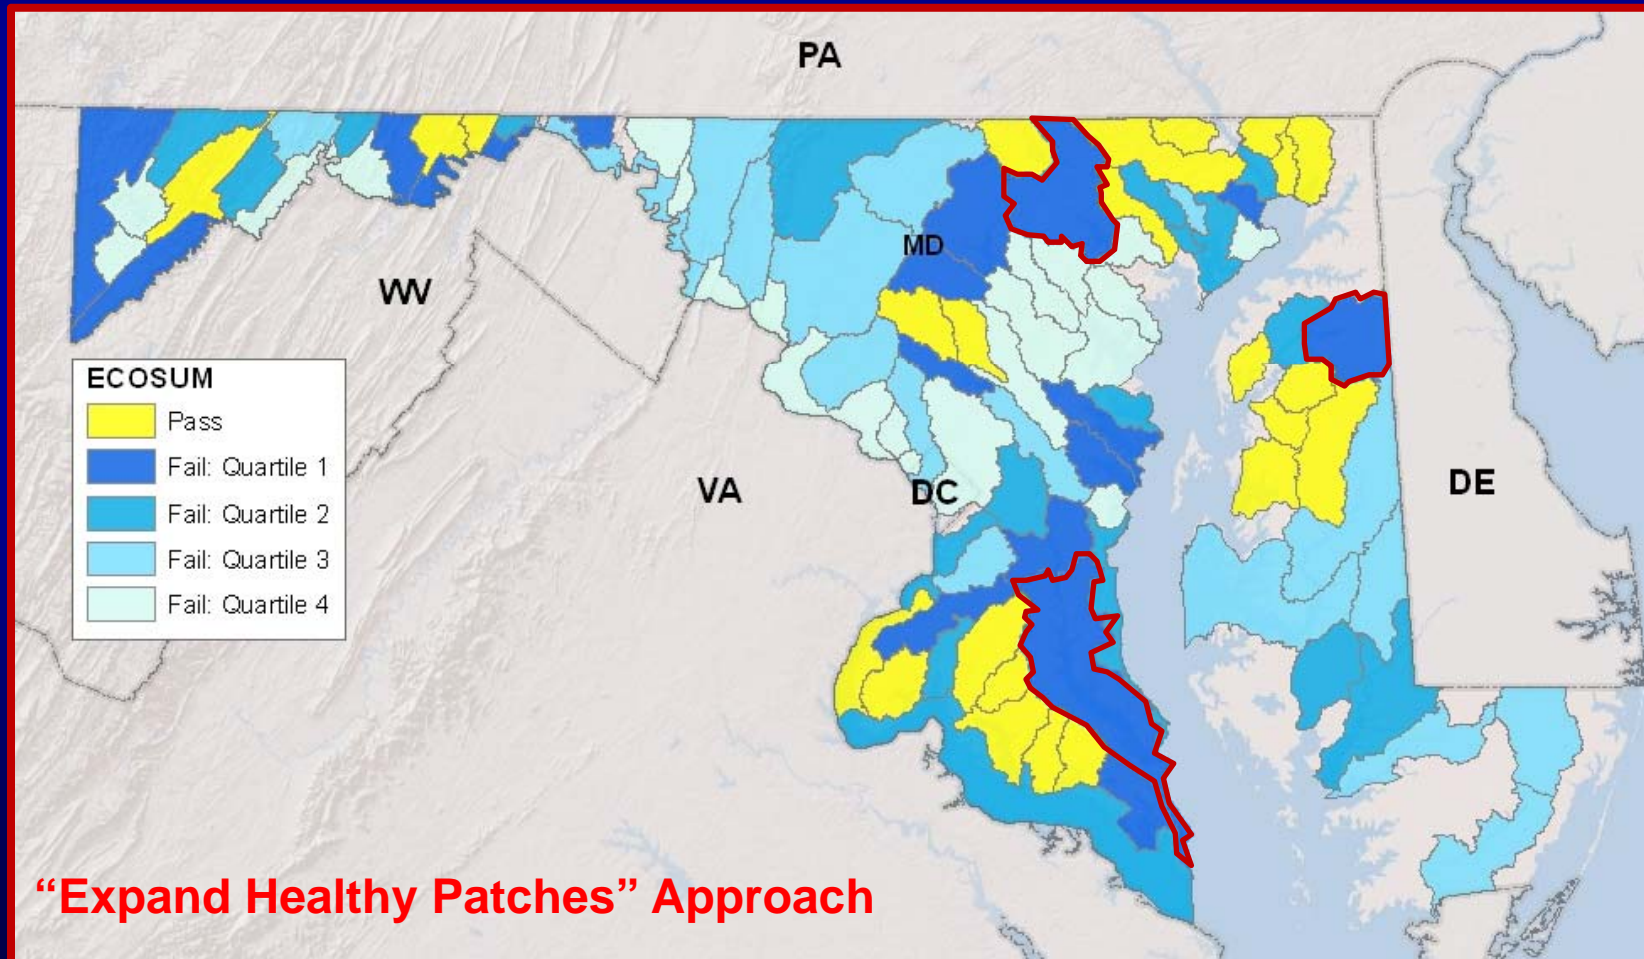 PA
MD
WV
ECOSUM
Pass
Fail: Quartile 1
Fail: Quartile 2
Fail: Quartile 3
Fail: Quartile 4
VA
DC
DE
“Expand Healthy Patches” Approach